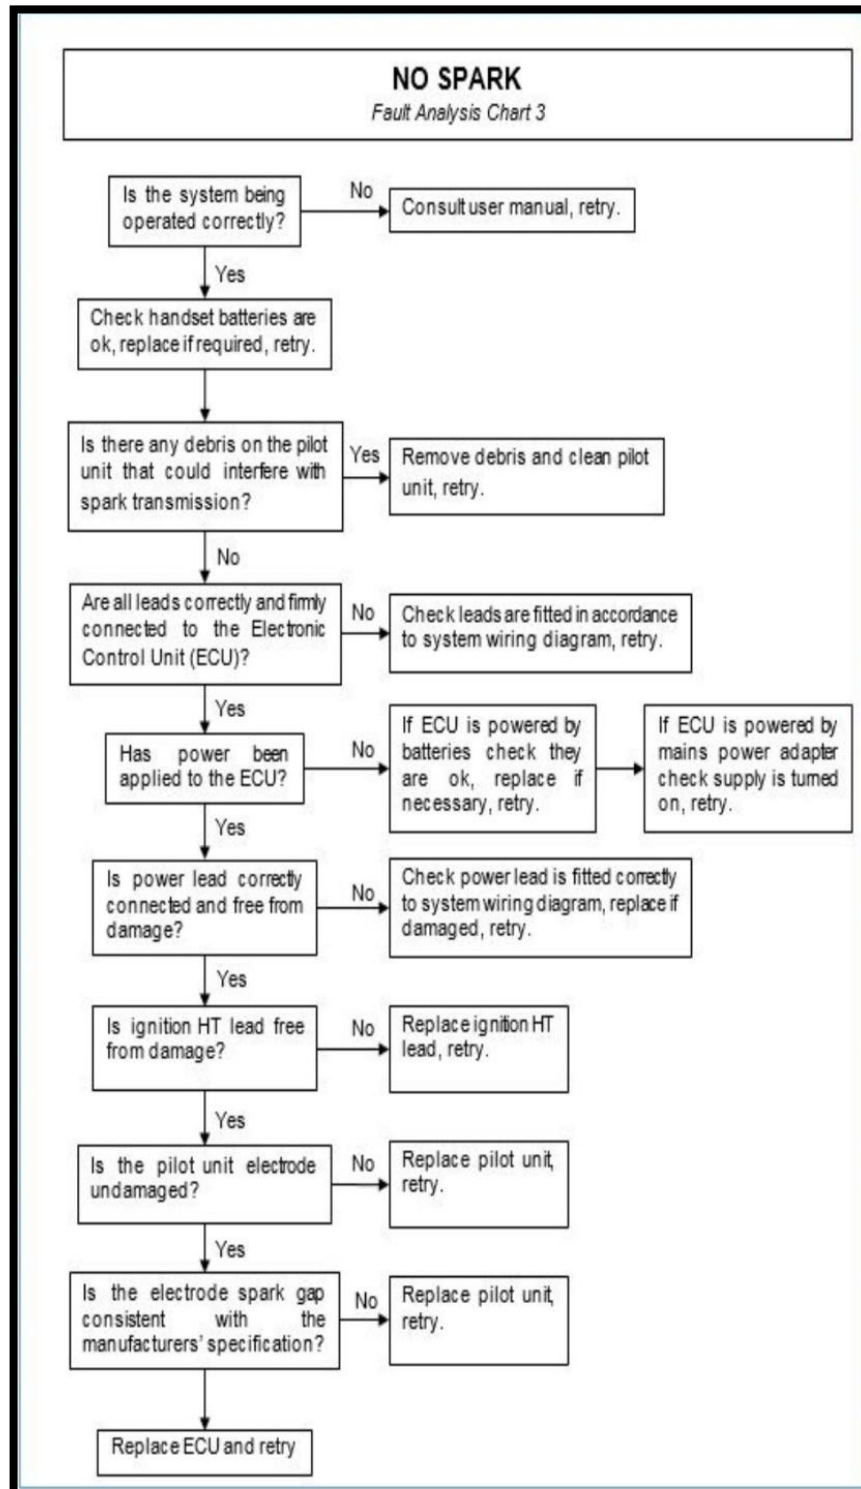 NO SPARK
Fault Analysis Chart 3
Is the system being
operated correctly?
No
Consult user manual, retry.
Yes
Check handset batteries are
ok, replace if required, retry.
Is there any debris on the pilot
unit that could interfere with
spark transmission?
Yes
Remove debris and clean pilot
unit, retry.
No
Are all leads correctly and firmly
connected to the Electronic
Control Unit (ECU)?
No
Check leads are fitted in accordance
to system wiring diagram, retry.
Yes
Has power been
applied to the ECU?
No
If ECU is powered by
batteries check they
are ok, replace if
necessary, retry.
If ECU is powered by
mains power adapter
check supply is turned
on, retry.
Yes
Is power lead correctly
connected and free from
damage?
No
Check power lead is fitted correctly
to system wiring diagram, replace if
damaged, retry.
Yes
Is ignition HT lead free
from damage?
No
Replace ignition HT
lead, retry.
Yes
Is the pilot unit electrode
undamaged?
No
Replace pilot unit,
retry.
Yes
Is the electrode spark gap
consistent with the
manufacturers' specification?
No
Replace pilot unit,
retry.
Replace ECU and retry